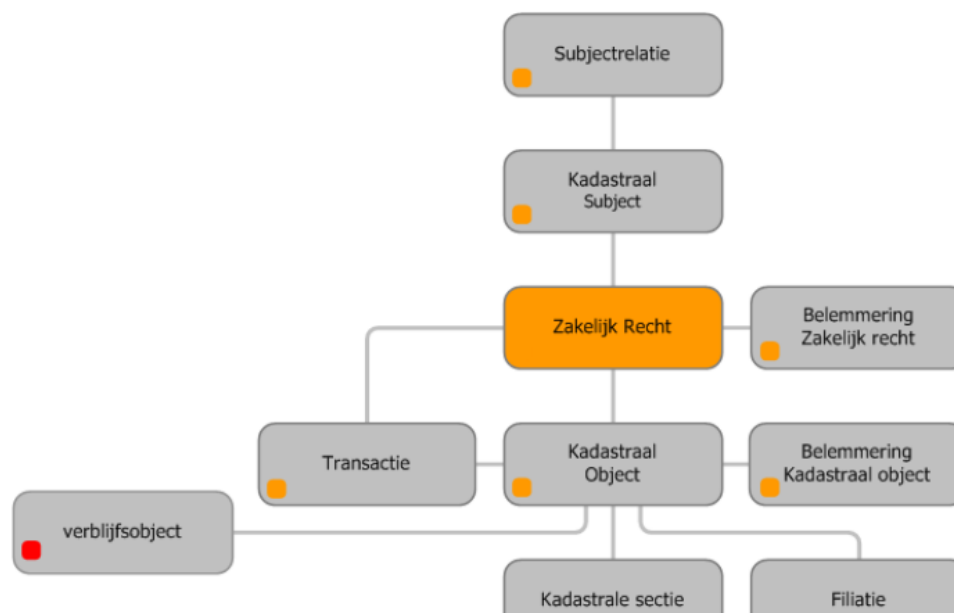 Subjectrelatie
Kadastraal
Subject
Zakelijk Recht
Belemmering
Zakelijk recht
Transactie
Kadastraal
Object
Belemmering
Kadastraal object
verblijfsobject
Kadastrale sectie
Filiatie